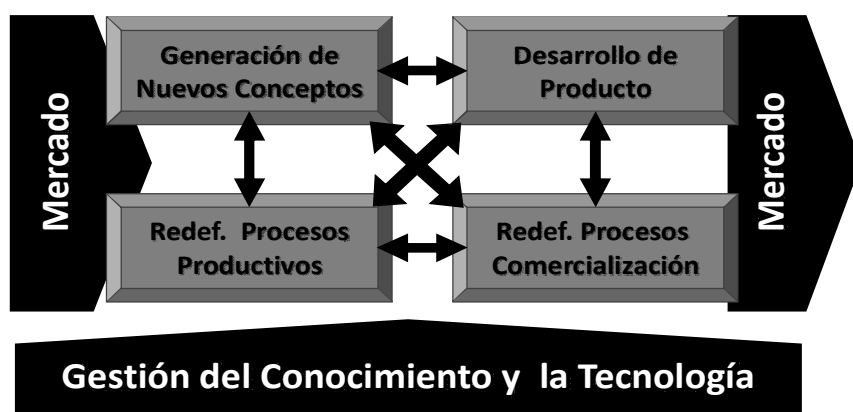 Mercado
Generación de
Nuevos Conceptos
Desarrollo de
Producto
Redef. Procesos
Productivos
Redef. Procesos
Comercialización
Mercado
Gestión del Conocimiento y la Tecnología